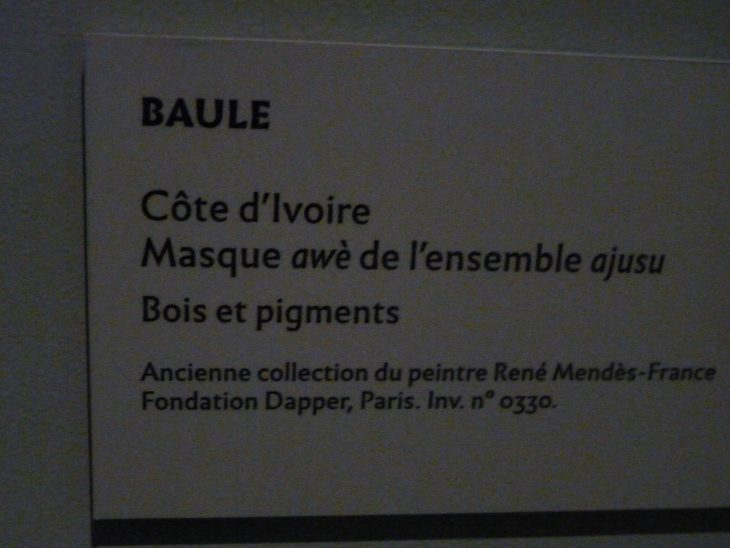 BAULE
Côte d'Ivoire
Masque awè de l'ensemble ajusu
Bois et pigments
Ancienne collection du peintre René Mendès-France
Fondation Dapper, Paris. Inv. n° 0330.